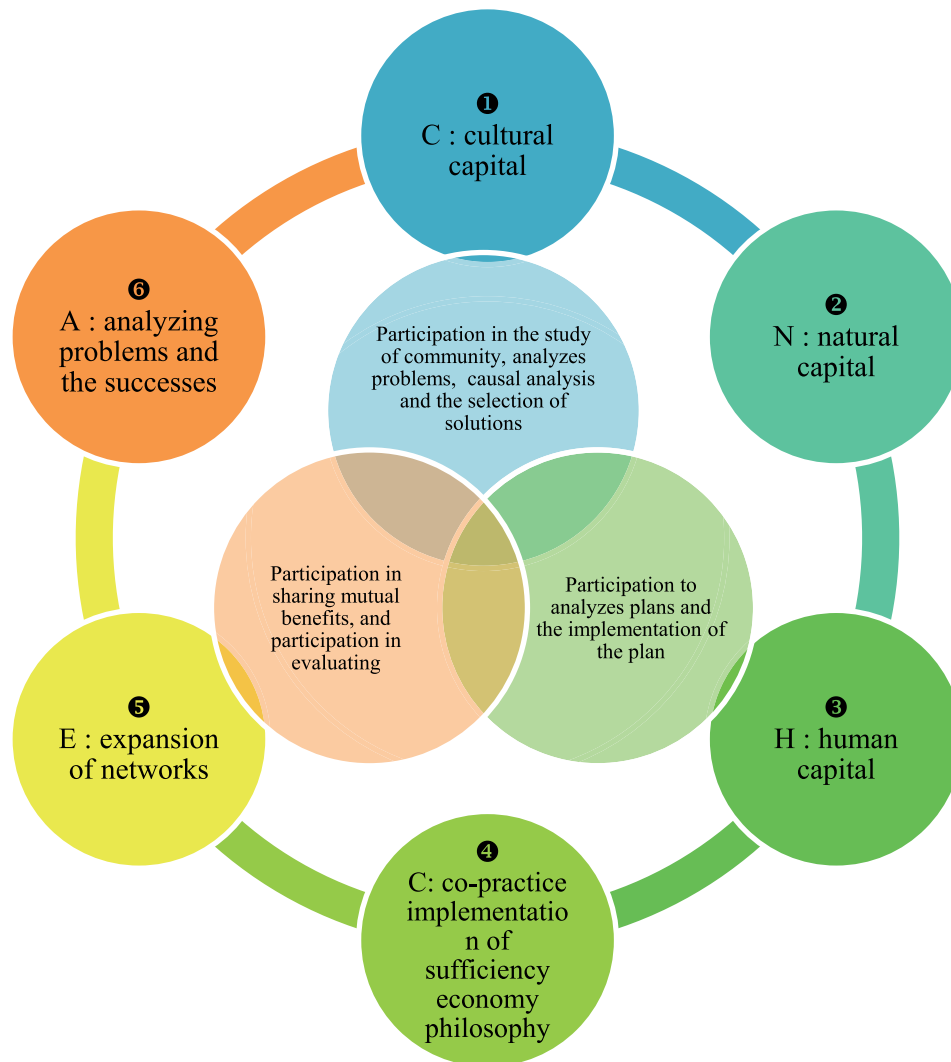 ❶
C : cultural
capital
❷
N : natural
capital
❸
H : human
capital
❹
C: co-practice
implementatio
n of
sufficiency
economy
philosophy
❺
E : expansion
of networks
❻
A : analyzing
problems and
the successes
Participation in the study
of community, analyzes
problems,  causal analysis
and the selection of
solutions
Participation to
analyzes plans and
the implementation of
the plan
Participation in
sharing mutual
benefits, and
participation in
evaluating